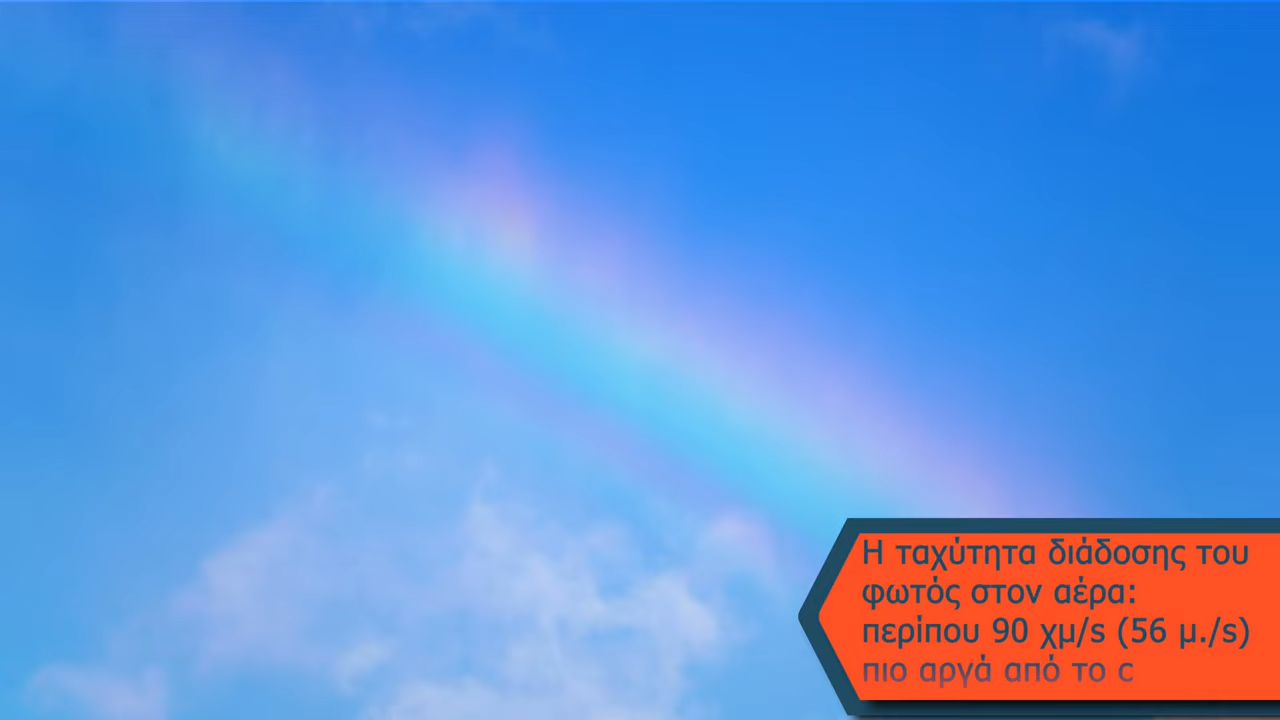 Η ταχύτητα διάδοσης του
φωτός στον αέρα:
περίπου 90 χμ/s (56 μ./s)
πιο αργά από το c